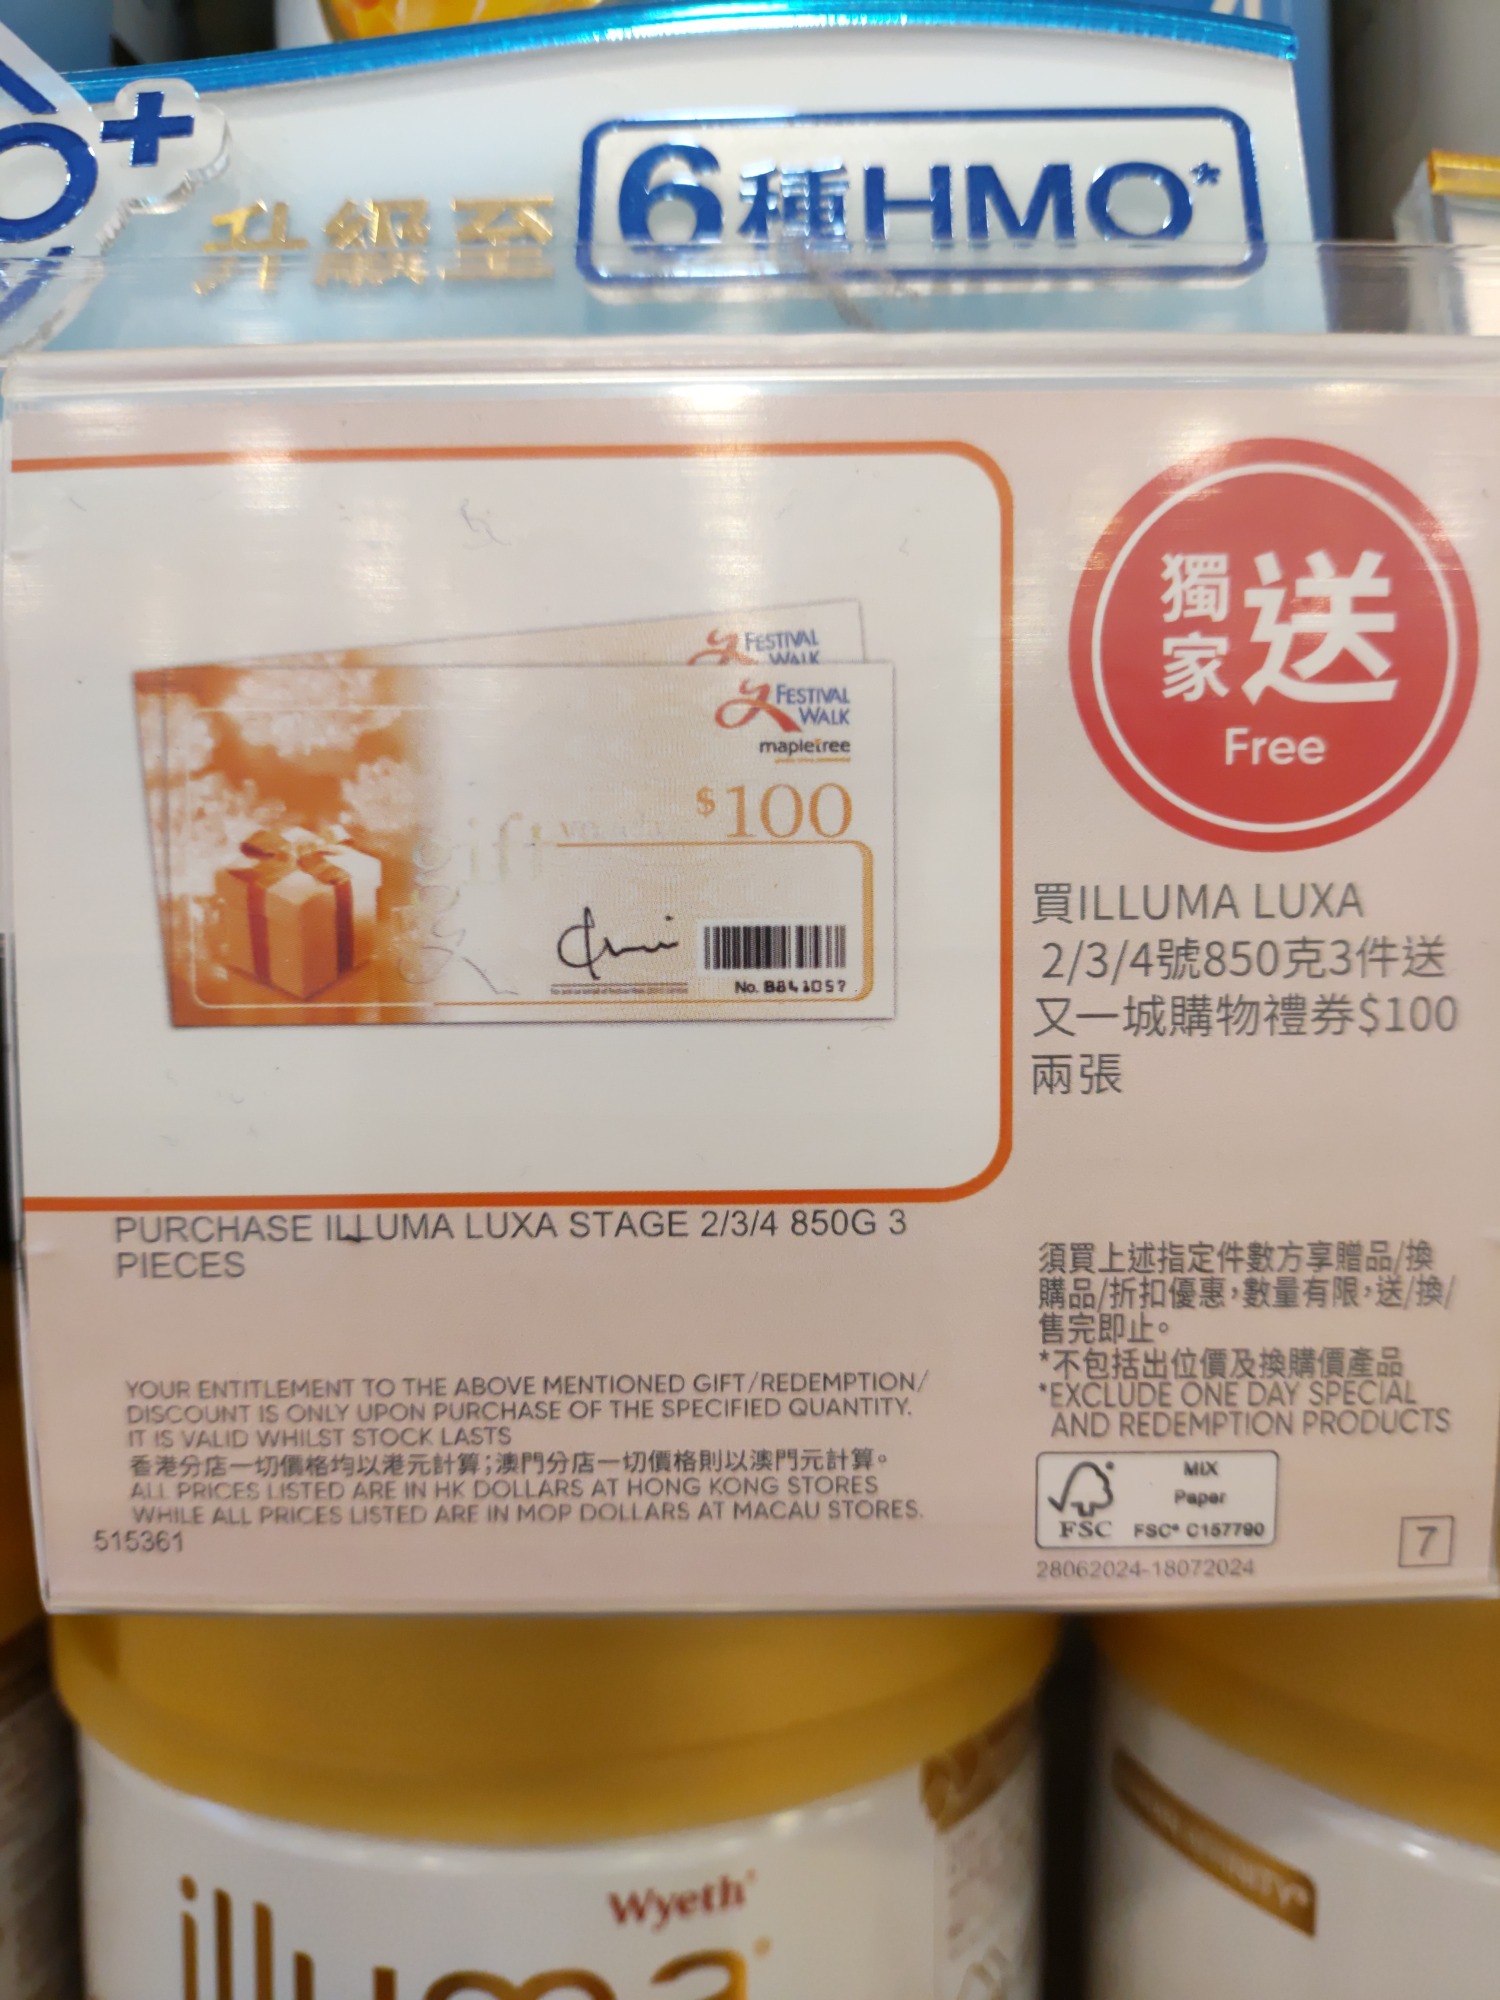 升級至 6種HMO*
FESTIVAL
WALK
FESTIVAL
WALK
mapletree
$100
gift voucher
No. B841057
獨家送
Free
買ILLUMA LUXA
2/3/4號850克3件送
又一城購物禮券$100
兩張
PURCHASE ILLUMA LUXA STAGE 2/3/4 850G 3
PIECES
須買上述指定件數方享贈品/換
購品/折扣優惠，數量有限，送/換/
售完即止。
*不包括出位價及換購價產品
*EXCLUDE ONE DAY SPECIAL
AND REDEMPTION PRODUCTS
YOUR ENTITLEMENT TO THE ABOVE MENTIONED GIFT/REDEMPTION/
DISCOUNT IS ONLY UPON PURCHASE OF THE SPECIFIED QUANTITY.
IT IS VALID WHILST STOCK LASTS
香港分店一切價格均以港元計算；澳門分店一切價格則以澳門元計算。
ALL PRICES LISTED ARE IN HK DOLLARS AT HONG KONG STORES
WHILE ALL PRICES LISTED ARE IN MOP DOLLARS AT MACAU STORES.
515361
FSC
MIX
Paper
FSC® C157790
28062024-18072024
7
Wyeth®
illuma®